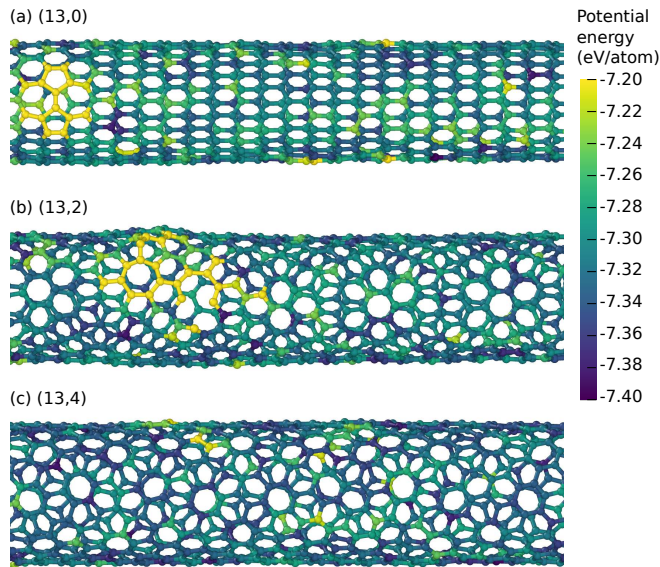 (a) (13,0)
Potential
energy
(eV/atom)
-7.20
-7.22
-7.24
-7.26
-7.28
-7.30
-7.32
-7.34
-7.36
-7.38
-7.40
(b) (13,2)
(c) (13,4)